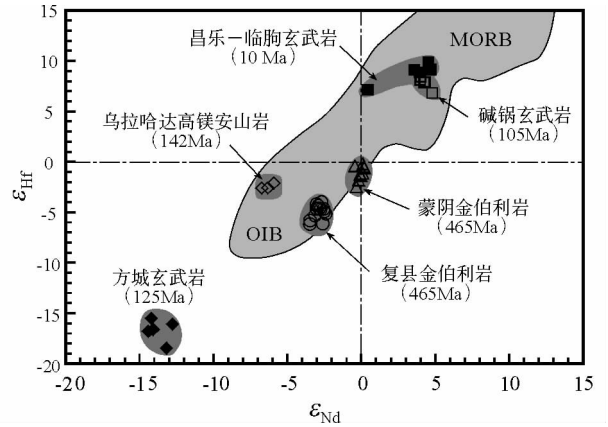 15
10
5
0
-5
-10
-15
-20
εHf
昌乐－临朐玄武岩
(10 Ma)
MORB
碱锅玄武岩
(105Ma)
乌拉哈达高镁安山岩
(142Ma)
蒙阴金伯利岩
(465Ma)
OIB
复县金伯利岩
(465Ma)
方城玄武岩
(125Ma)
-20
-15
-10
-5
0
5
10
15
εNd